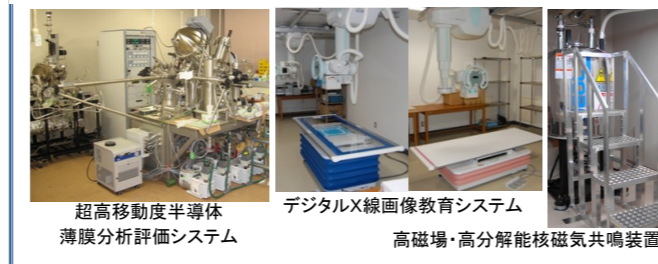 超高移動度半導体
薄膜分析評価システム
デジタルX線画像教育システム
高磁場・高分解能核磁気共鳴装置